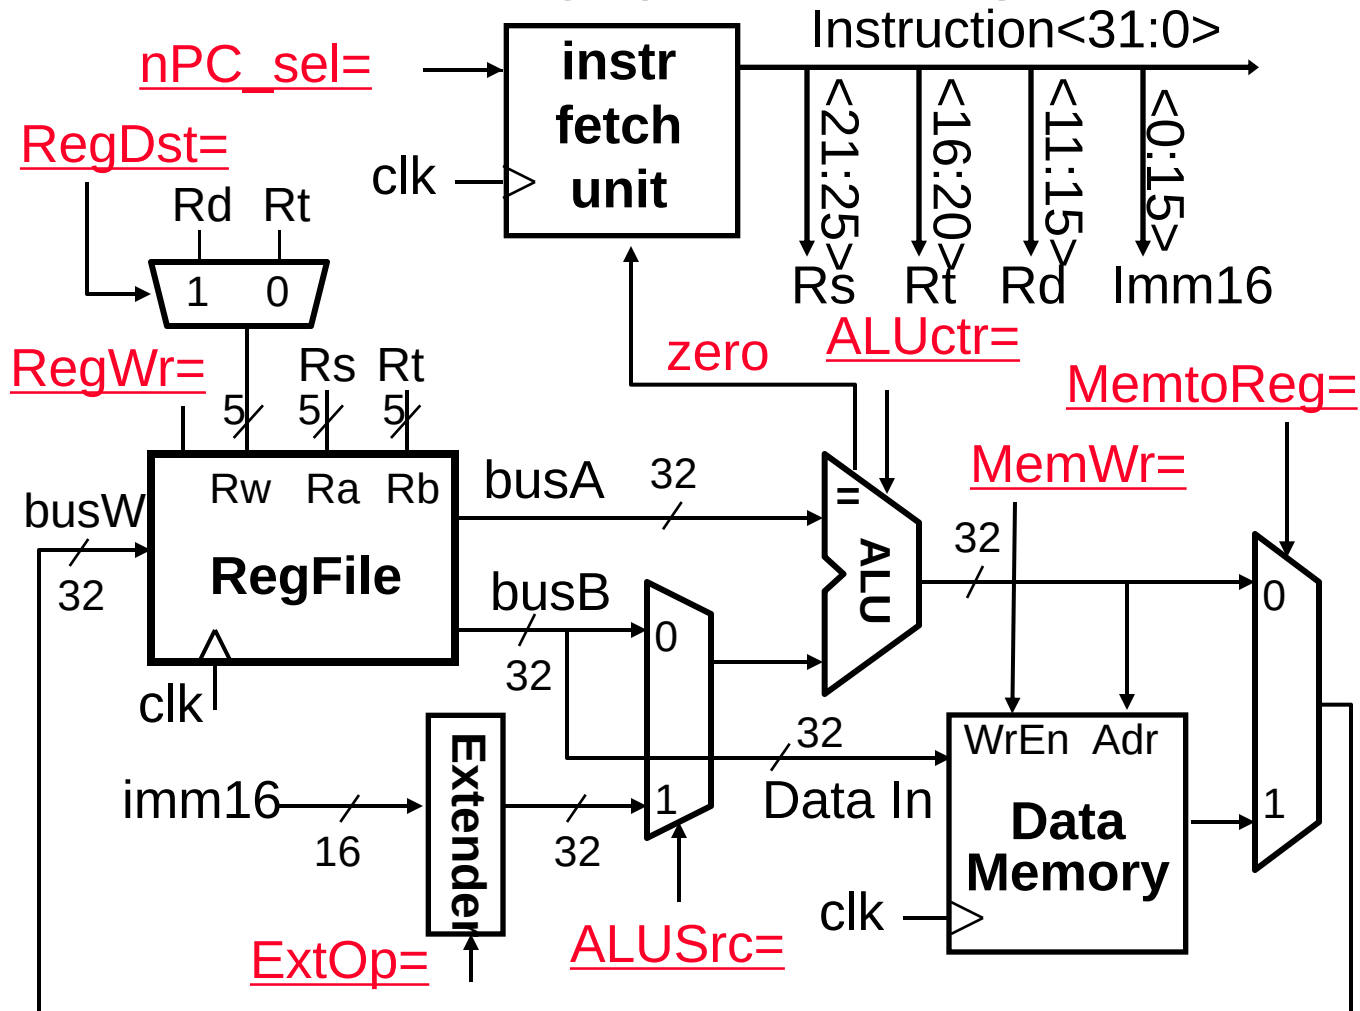 Instruction<31:0>
nPC_sel=
instr
fetch
unit
clk
RegDst=
Rd
Rt
1
0
<21:25>
<16:20>
<11:15>
<0:15>
Rs
Rt
Rd
Imm16
zero
ALUctr=
RegWr=
Rs
Rt
5
5
5
MemtoReg=
MemWr=
busW
32
Rw
Ra
Rb
RegFile
clk
busA
32
busB
32
=
ALU
32
0
1
0
1
imm16
16
Extender
32
ExtOp=
ALUSrc=
32
Data In
WrEn
Adr
Data
Memory
clk